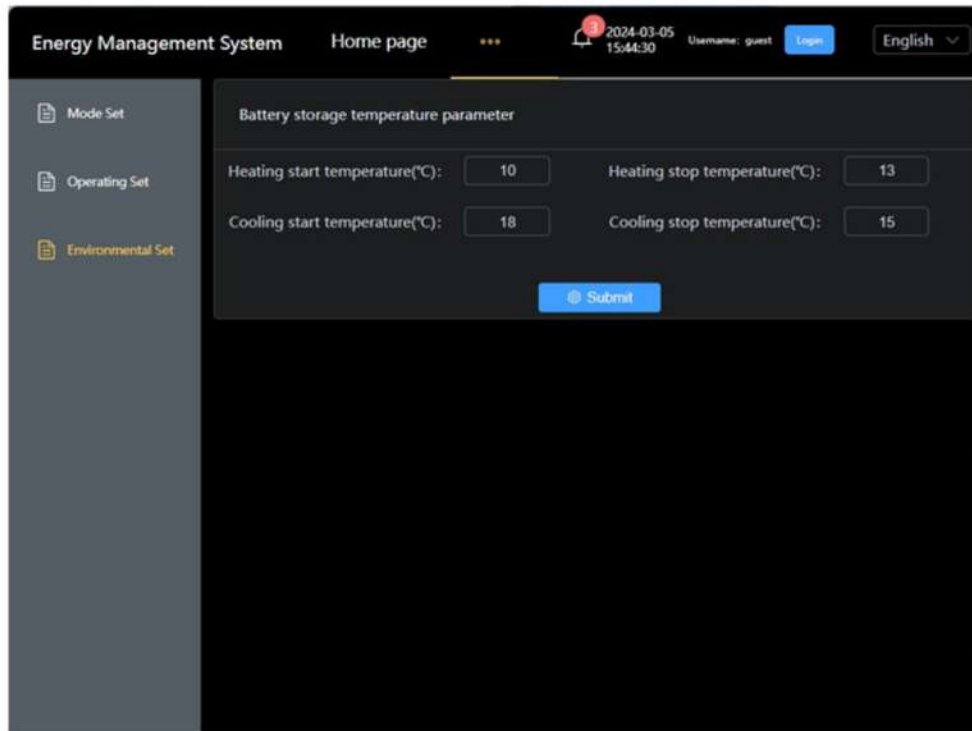 Energy Management System
Home page
•••
3
2024-03-05
15:44:30
Username: guest
Login
English
Mode Set
Operating Set
Environmental Set
Battery storage temperature parameter
Heating start temperature(℃): 10 Heating stop temperature(℃): 13
Cooling start temperature(℃): 18 Cooling stop temperature(℃): 15
Submit